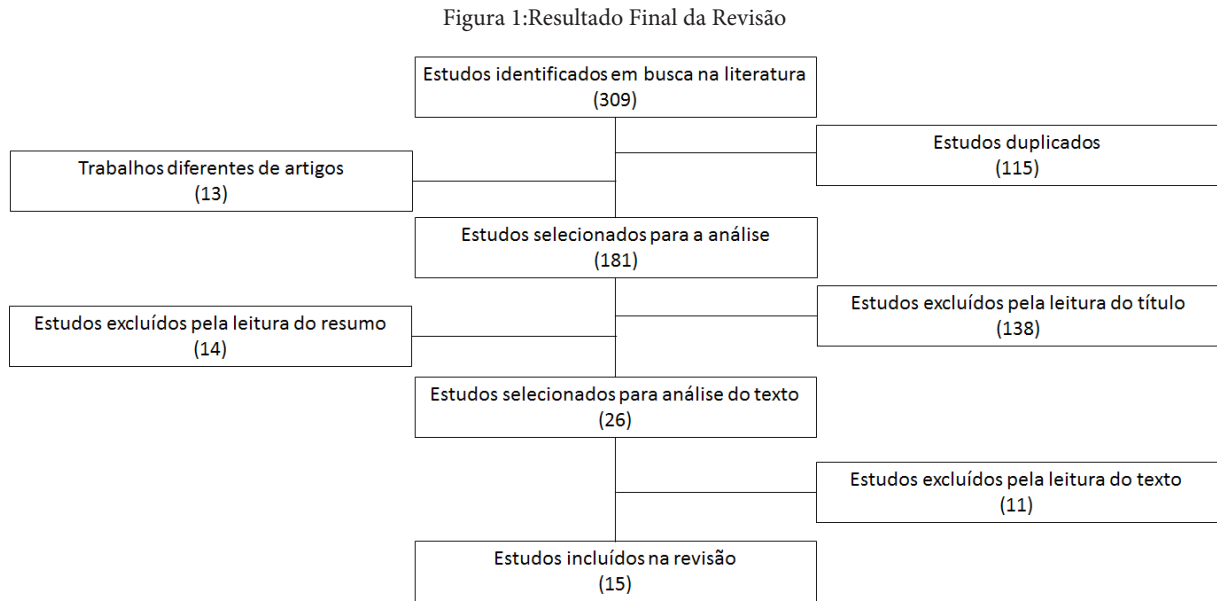 Figura 1:Resultado Final da Revisão
Estudos identificados em busca na literatura
(309)
Estudos duplicados
(115)
Trabalhos diferentes de artigos
(13)
Estudos selecionados para a análise
(181)
Estudos excluídos pela leitura do título
(138)
Estudos excluídos pela leitura do resumo
(14)
Estudos selecionados para análise do texto
(26)
Estudos excluídos pela leitura do texto
(11)
Estudos incluídos na revisão
(15)